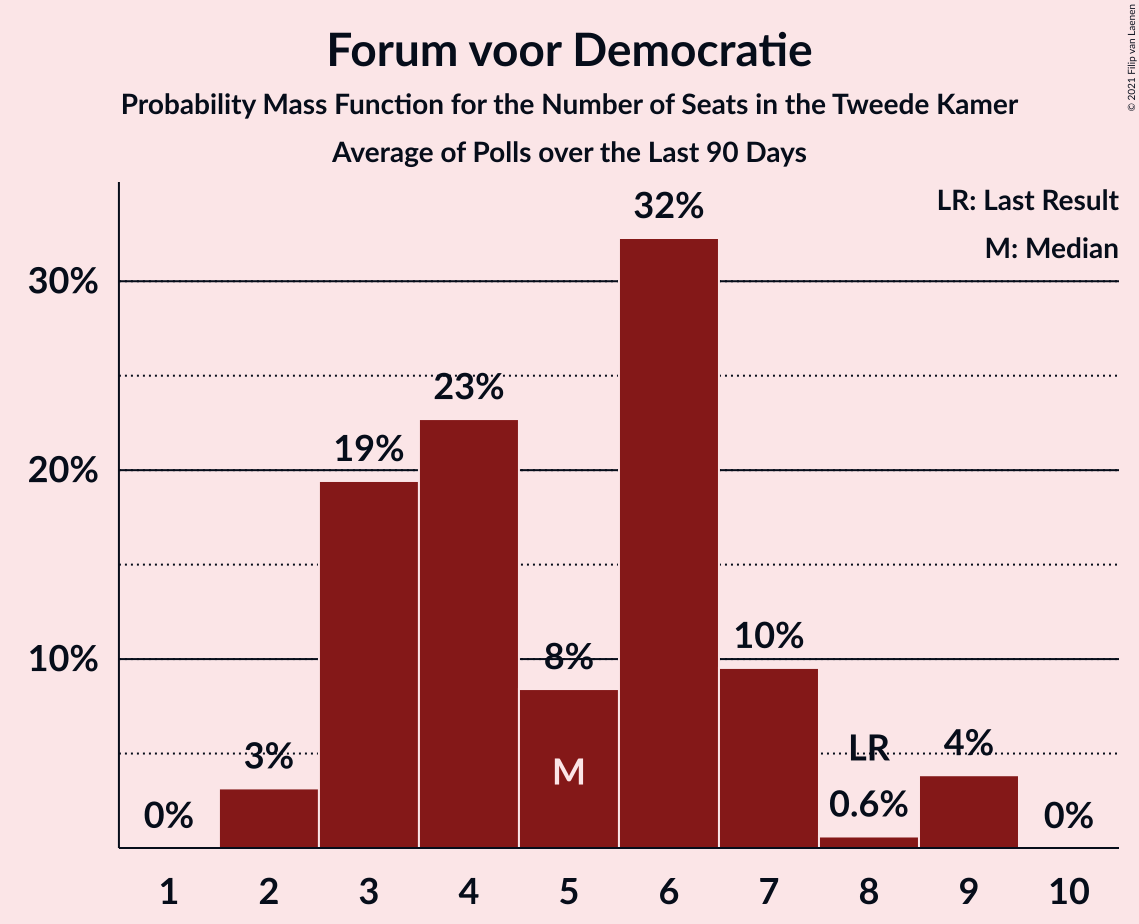 Forum voor Democratie
Probability Mass Function for the Number of Seats in the Tweede Kamer
Average of Polls over the Last 90 Days
© 2021 Filip van Laenen
LR: Last Result
M: Median
32%
30%
23%
19%
20%
10%
8%
10%
3%
M
LR
4%
0%
0.6%
0%
1 2 3 4 5 6 7 8 9 10